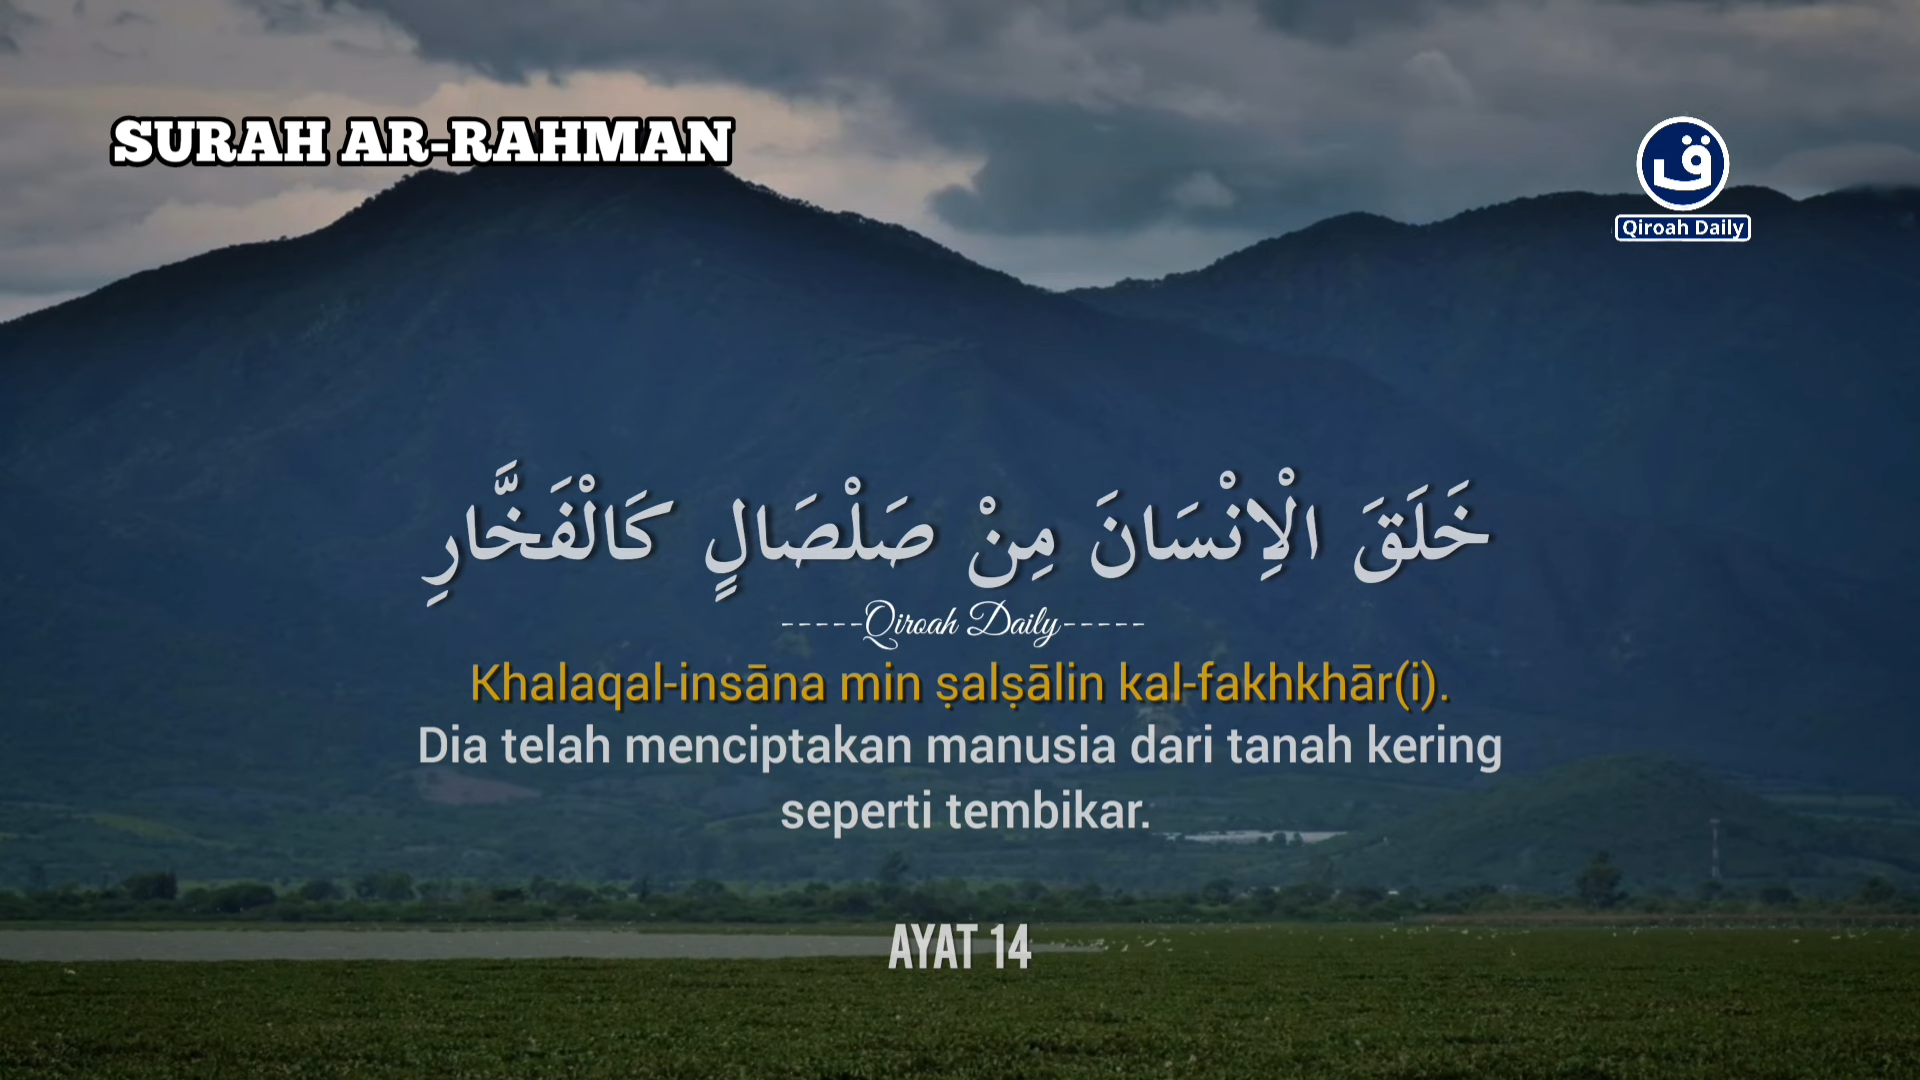 SURAH AR-RAHMAN
ق
Qiroah Daily
خَلَقَ الْاِنْسَانَ مِنْ صَلْصَالٍ كَالْفَخَّارِ
-----Qiroah Daily-----
Khalaqal-insāna min ṣalṣālin kal-fakhkhār(i).
Dia telah menciptakan manusia dari tanah kering
seperti tembikar.
AYAT 14